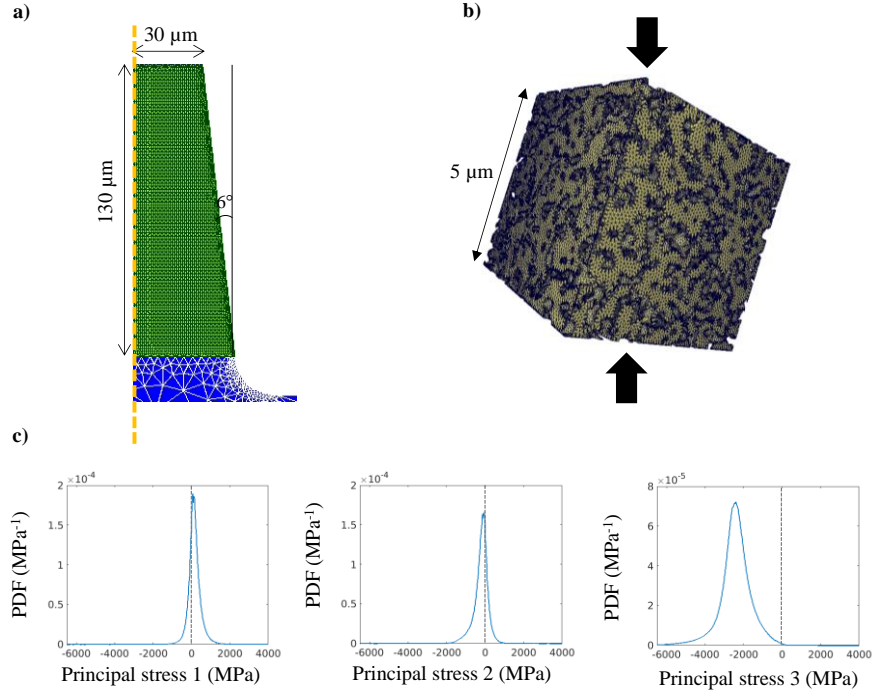 a)
b)
30 µm
130 µm
6°
5 µm
c)
×10⁻⁴
2
1.5
1
0.5
0
PDF (MPa⁻¹)
-6000 -4000 -2000 0 2000 4000
Principal stress 1 (MPa)
×10⁻⁴
2
1.5
1
0.5
0
PDF (MPa⁻¹)
-6000 -4000 -2000 0 2000 4000
Principal stress 2 (MPa)
×10⁻⁵
8
6
4
2
0
PDF (MPa⁻¹)
-6000 -4000 -2000 0 2000 4000
Principal stress 3 (MPa)